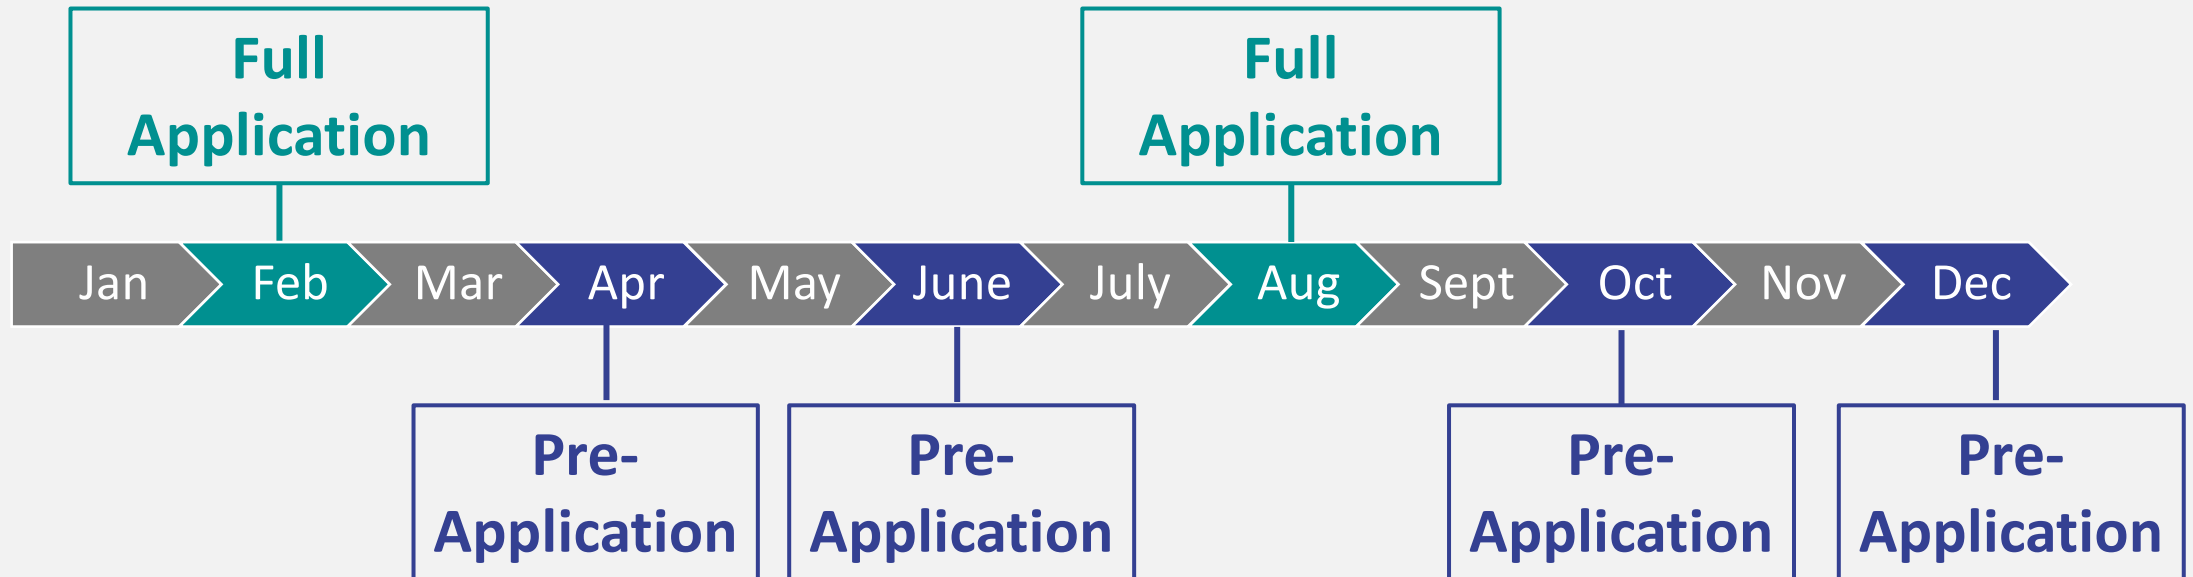 Full
Application
Full
Application
Jan Feb Mar Apr May June July Aug Sept Oct Nov Dec
Pre-
Application
Pre-
Application
Pre-
Application
Pre-
Application